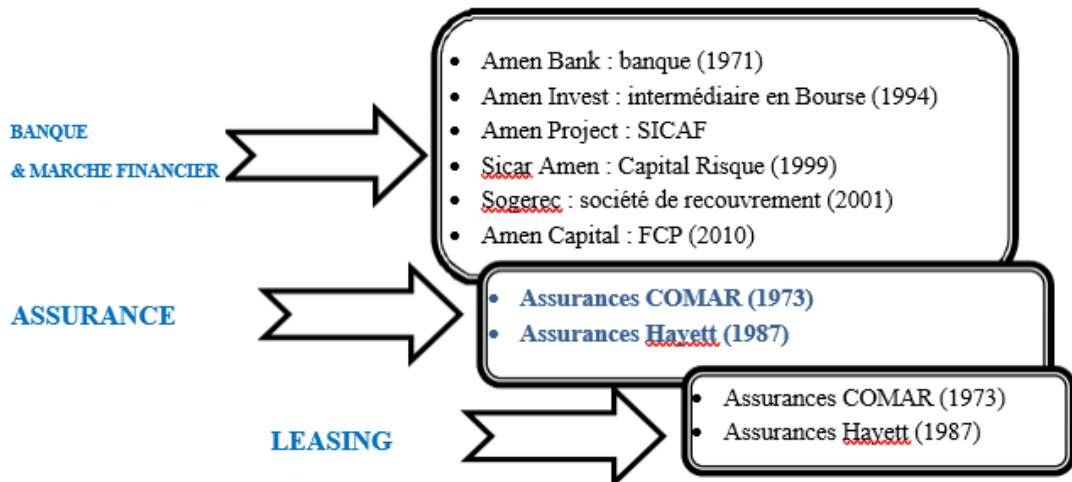 BANQUE
& MARCHE FINANCIER
• Amen Bank : banque (1971)
• Amen Invest : intermédiaire en Bourse (1994)
• Amen Project : SICAF
• Sicar Amen : Capital Risque (1999)
• Sogerec : société de recouvrement (2001)
• Amen Capital : FCP (2010)
ASSURANCE
• Assurances COMAR (1973)
• Assurances Hayett (1987)
LEASING
• Assurances COMAR (1973)
• Assurances Hayett (1987)